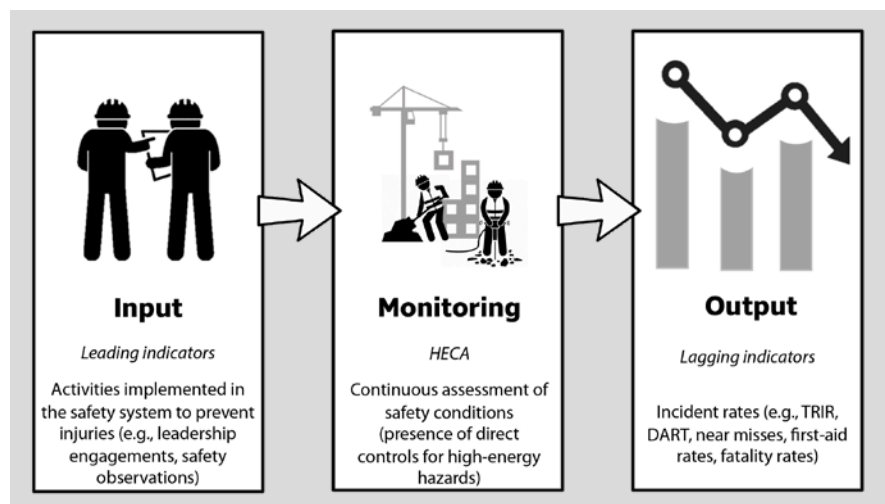 Input
Leading indicators
Activities implemented in
the safety system to prevent
injuries (e.g., leadership
engagements, safety
observations)
Monitoring
HECA
Continuous assessment of
safety conditions
(presence of direct
controls for high-energy
hazards)
Output
Lagging indicators
Incident rates (e.g., TRIR,
DART, near misses, first-aid
rates, fatality rates)